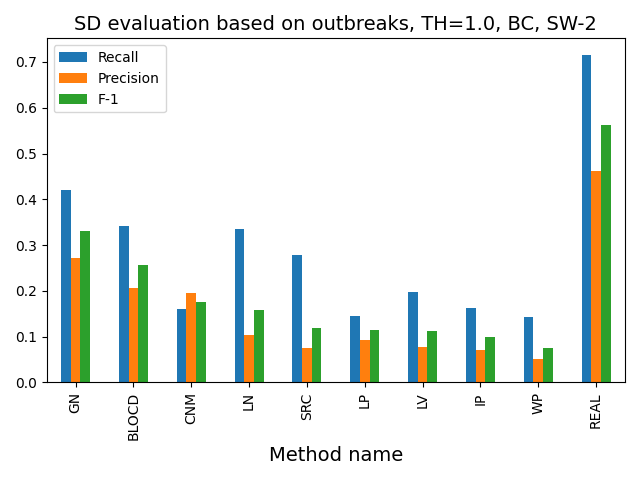 SD evaluation based on outbreaks, TH=1.0, BC, SW-2
Recall
Precision
F-1
0.7
0.6
0.5
0.4
0.3
0.2
0.1
0.0
GN
BLOCD
CNM
LN
SRC
LP
LV
IP
WP
REAL
Method name